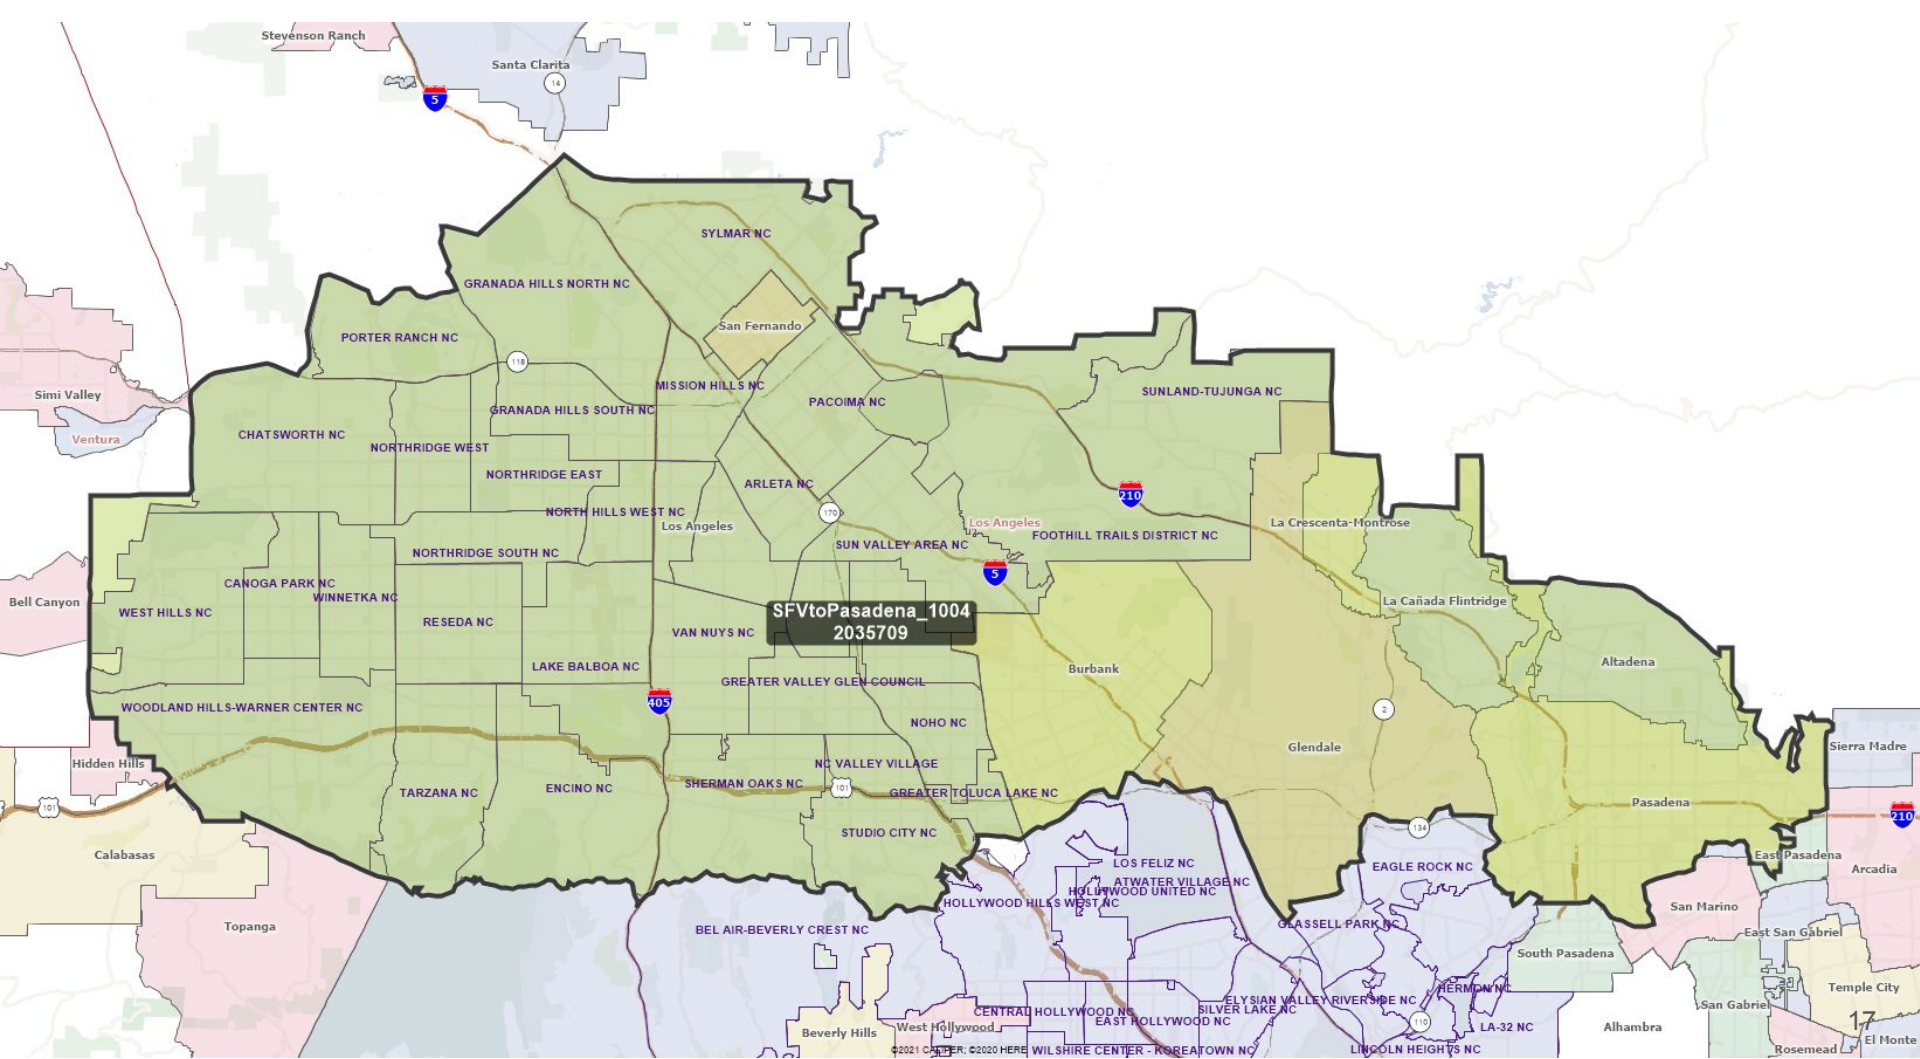 Stevenson Ranch
Santa Clarita
14
5
SYLMAR NC
GRANADA HILLS NORTH NC
San Fernando
PORTER RANCH NC
118
MISSION HILLS NC
SUNLAND-TUJUNGA NC
Simi Valley
PACOIMA NC
GRANADA HILLS SOUTH NC
Ventura
CHATSWORTH NC
NORTHRIDGE WEST
NORTHRIDGE EAST
ARLETA NC
210
NORTH HILLS WEST NC
170
Los Angeles
Los Angeles
La Crescenta-Montrose
FOOTHILL TRAILS DISTRICT NC
SUN VALLEY AREA NC
NORTHRIDGE SOUTH NC
5
CANOGA PARK NC
WINNETKA NC
Bell Canyon
La Cañada Flintridge
WEST HILLS NC
SFVtoPasadena_1004
2035709
RESEDA NC
VAN NUYS NC
LAKE BALBOA NC
Burbank
Altadena
GREATER VALLEY GLEN COUNCIL
405
WOODLAND HILLS-WARNER CENTER NC
2
NOHO NC
Glendale
Sierra Madre
Hidden Hills
NC VALLEY VILLAGE
SHERMAN OAKS NC
ENCINO NC
101
TARZANA NC
GREATER TOLUCA LAKE NC
Pasadena
101
210
134
STUDIO CITY NC
Calabasas
East Pasadena
LOS FELIZ NC
EAGLE ROCK NC
Arcadia
ATWATER VILLAGE NC
HOLLYWOOD UNITED NC
HOLLYWOOD HILLS WEST NC
San Marino
Topanga
BEL AIR-BEVERLY CREST NC
GLASSELL PARK NC
East San Gabriel
South Pasadena
HERMON NC
Temple City
ELYSIAN VALLEY RIVERSIDE NC
San Gabriel
SILVER LAKE NC
CENTRAL HOLLYWOOD NC
EAST HOLLYWOOD NC
110
17
West Hollywood
Beverly Hills
LA-32 NC
Alhambra
El Monte
©2021 CALIPER; ©2020 HERE
WILSHIRE CENTER - KOREATOWN NC
LINCOLN HEIGHTS NC
Rosemead